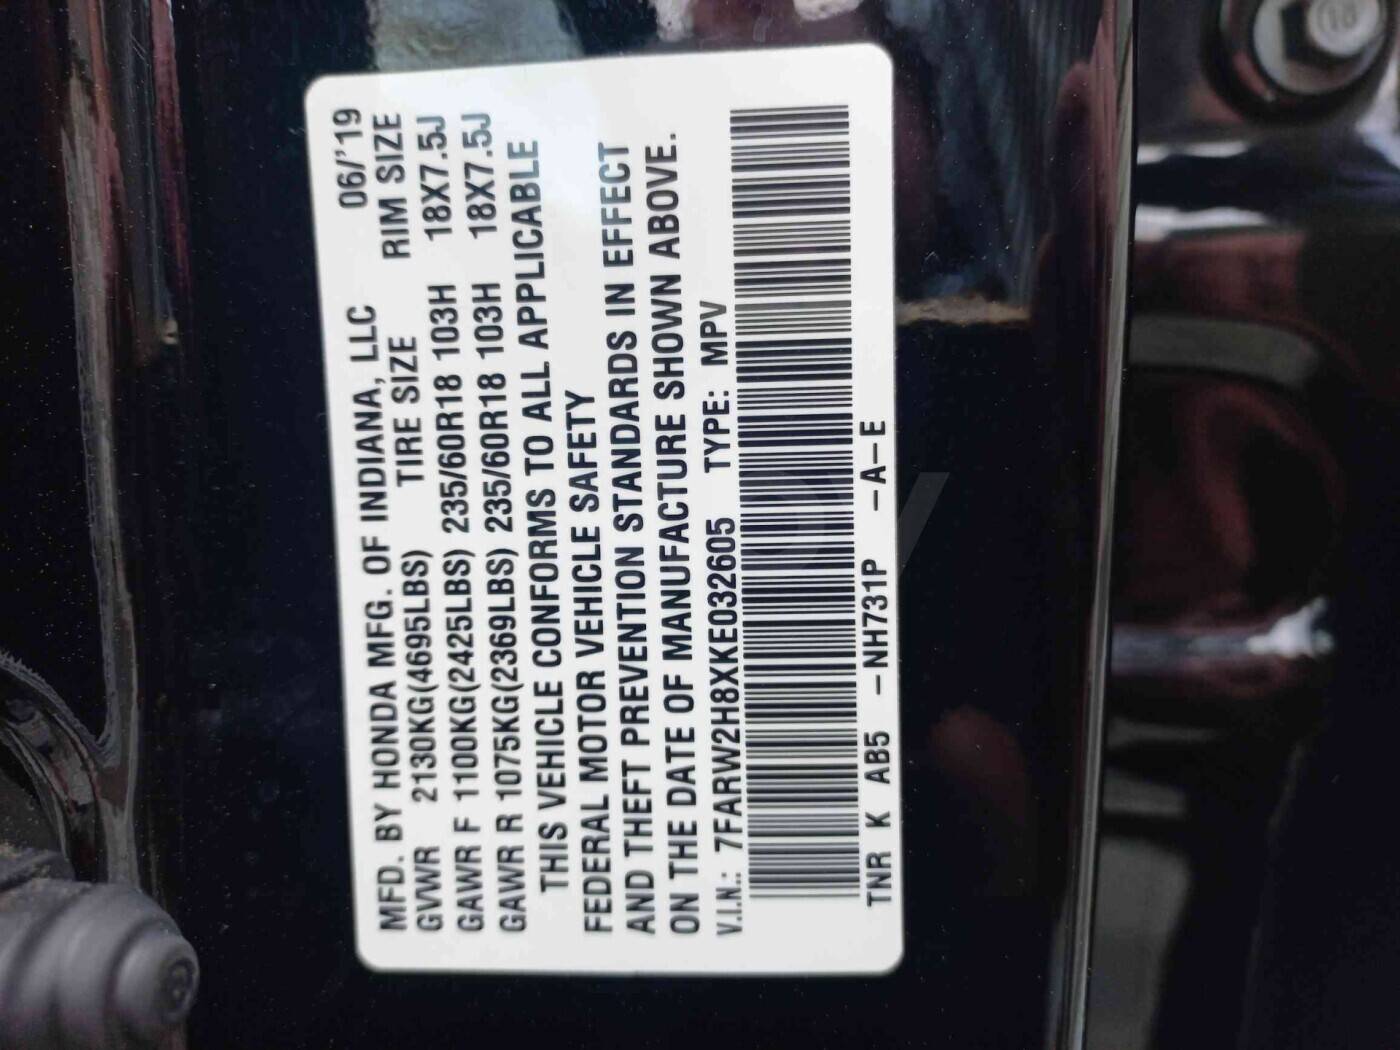 MFD. BY HONDA MFG. OF INDIANA, LLC 06/'19
GVWR 2130KG(4695LBS) TIRE SIZE RIM SIZE
GAWR F 1100KG(2425LBS) 235/60R18 103H 18X7.5J
GAWR R 1075KG(2369LBS) 235/60R18 103H 18X7.5J
THIS VEHICLE CONFORMS TO ALL APPLICABLE
FEDERAL MOTOR VEHICLE SAFETY
AND THEFT PREVENTION STANDARDS IN EFFECT
ON THE DATE OF MANUFACTURE SHOWN ABOVE.
V.I.N.: 7FARW2H8XKE032605 TYPE: MPV
TNR K AB5 -NH731P -A-E